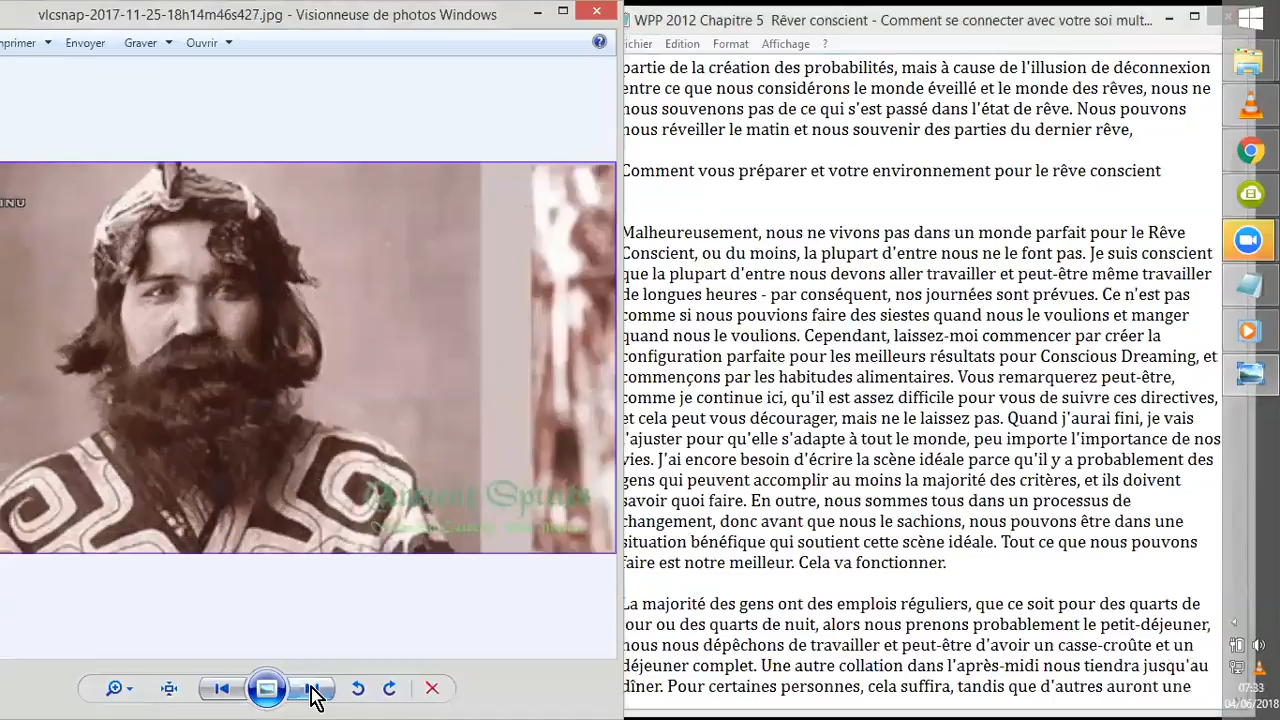 vlcsnap-2017-11-25-18h14m46s427.jpg - Visionneuse de photos Windows
primer Envoyer Graver Ouvrir
INU
Ancient Spirits
WPP 2012 Chapitre 5 Rêver conscient - Comment se connecter avec votre soi mult...
ichier Edition Format Affichage ?
partie de la création des probabilités, mais à cause de l'illusion de déconnexion
entre ce que nous considérons le monde éveillé et le monde des rêves, nous ne
nous souvenons pas de ce qui s'est passé dans l'état de rêve. Nous pouvons
nous réveiller le matin et nous souvenir des parties du dernier rêve,
Comment vous préparer et votre environnement pour le rêve conscient
Malheureusement, nous ne vivons pas dans un monde parfait pour le Rêve
Conscient, ou du moins, la plupart d'entre nous ne le font pas. Je suis conscient
que la plupart d'entre nous devons aller travailler et peut-être même travailler
de longues heures - par conséquent, nos journées sont prévues. Ce n'est pas
comme si nous pouvions faire des siestes quand nous le voulions et manger
quand nous le voulions. Cependant, laissez-moi commencer par créer la
configuration parfaite pour les meilleurs résultats pour Conscious Dreaming, et
commençons par les habitudes alimentaires. Vous remarquerez peut-être,
comme je continue ici, qu'il est assez difficile pour vous de suivre ces directives,
et cela peut vous décourager, mais ne le laissez pas. Quand j'aurai fini, je vais
l'ajuster pour qu'elle s'adapte à tout le monde, peu importe l'importance de nos
vies. J'ai encore besoin d'écrire la scène idéale parce qu'il y a probablement des
gens qui peuvent accomplir au moins la majorité des critères, et ils doivent
savoir quoi faire. En outre, nous sommes tous dans un processus de
changement, donc avant que nous le sachions, nous pouvons être dans une
situation bénéfique qui soutient cette scène idéale. Tout ce que nous pouvons
faire est notre meilleur. Cela va fonctionner.
La majorité des gens ont des emplois réguliers, que ce soit pour des quarts de
jour ou des quarts de nuit, alors nous prenons probablement le petit-déjeuner,
nous nous dépêchons de travailler et peut-être d'avoir un casse-croûte et un
déjeuner complet. Une autre collation dans l'après-midi nous tiendra jusqu'au
dîner. Pour certaines personnes, cela suffira, tandis que d'autres auront une
07:33
04/06/2018